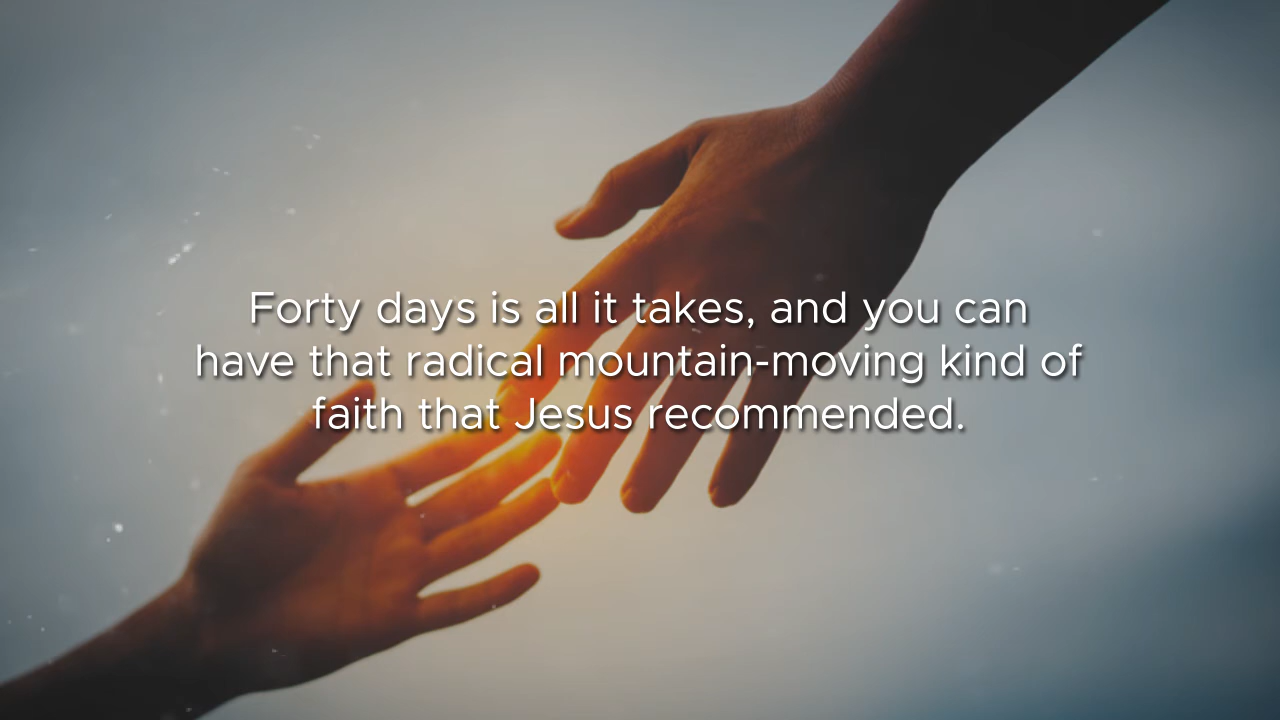 Forty days is all it takes, and you can
have that radical mountain-moving kind of
faith that Jesus recommended.